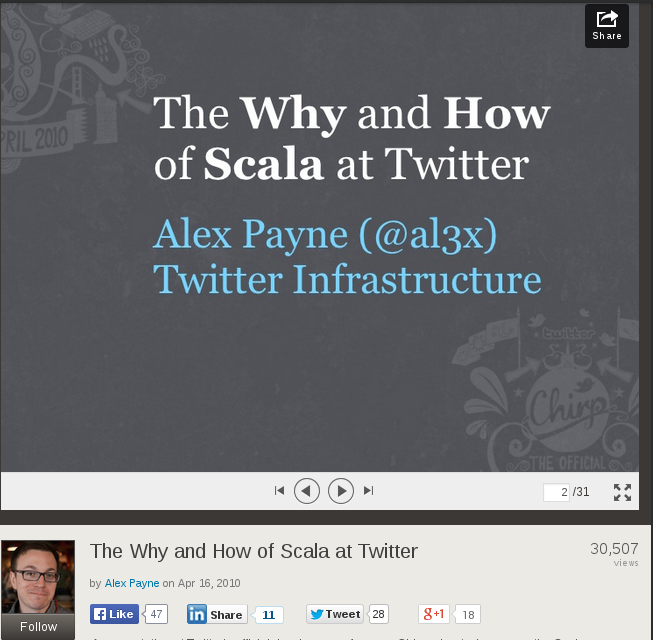 Share
PRIL 2010
The Why and How
of Scala at Twitter
Alex Payne (@al3x)
Twitter Infrastructure
twitter
Chirp
THE OFFICIAL
2 /31
The Why and How of Scala at Twitter
30,507
views
by Alex Payne on Apr 16, 2010
Like 47 Share 11 Tweet 28 +1 18
Follow